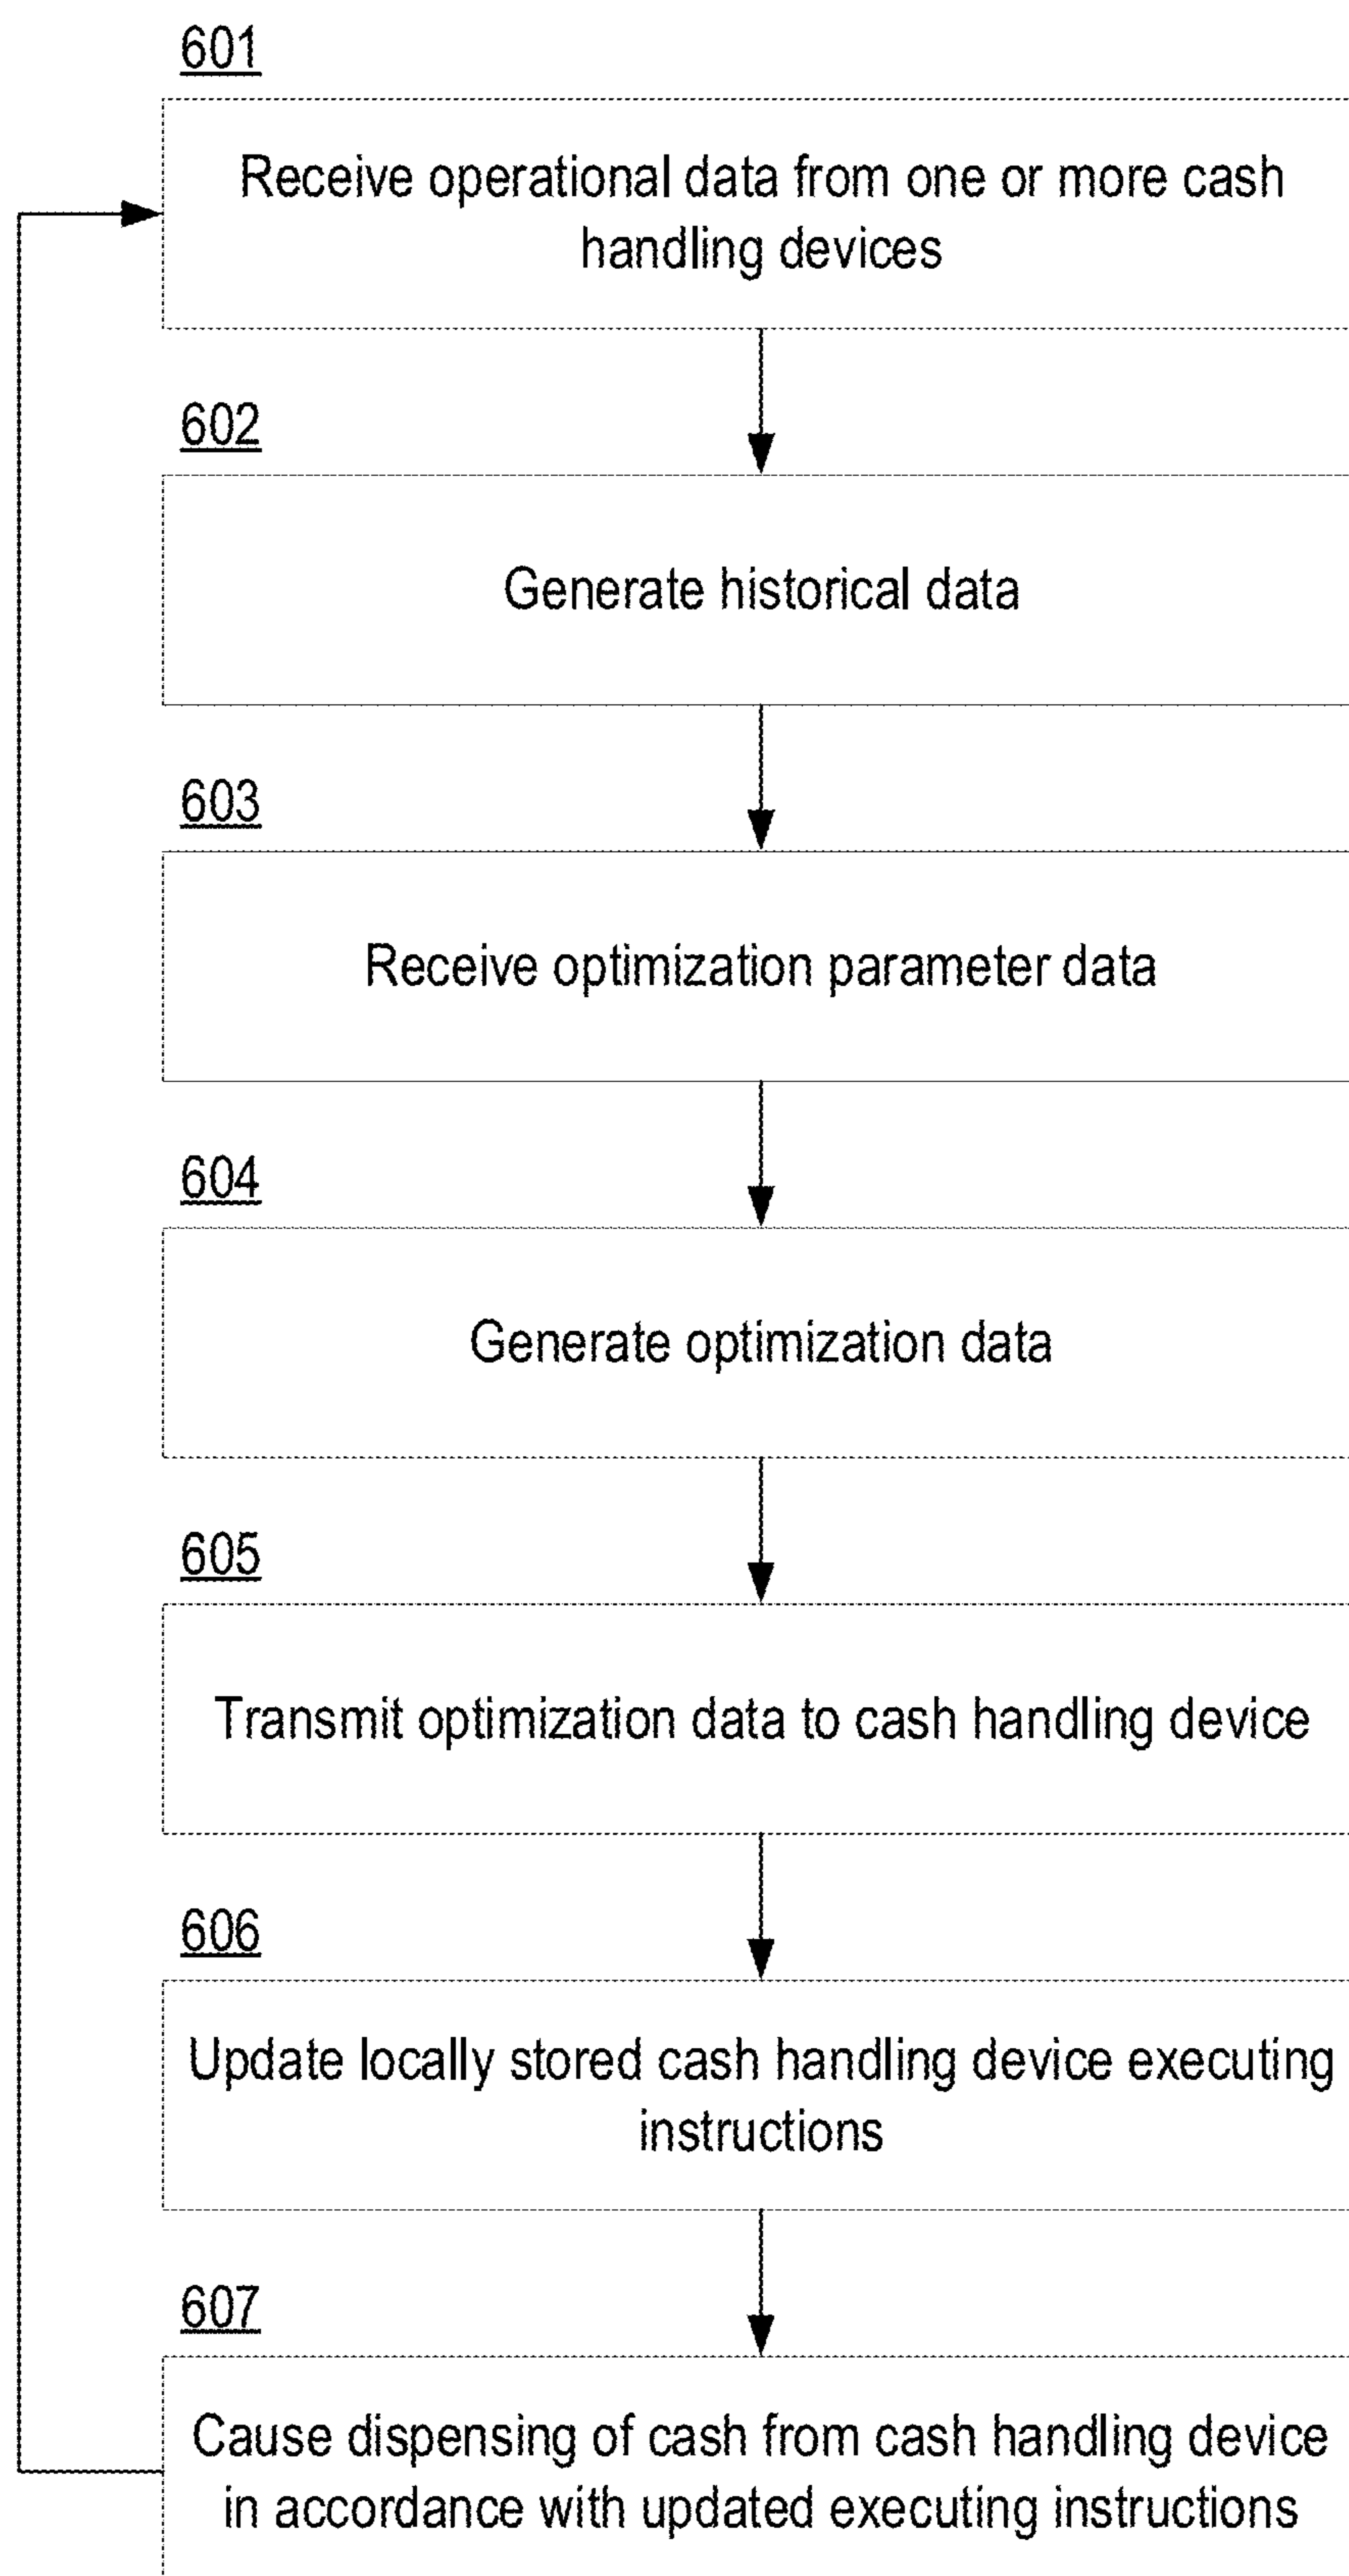 601
Receive operational data from one or more cash
handling devices
602
Generate historical data
603
Receive optimization parameter data
604
Generate optimization data
605
Transmit optimization data to cash handling device
606
Update locally stored cash handling device executing
instructions
607
Cause dispensing of cash from cash handling device
in accordance with updated executing instructions